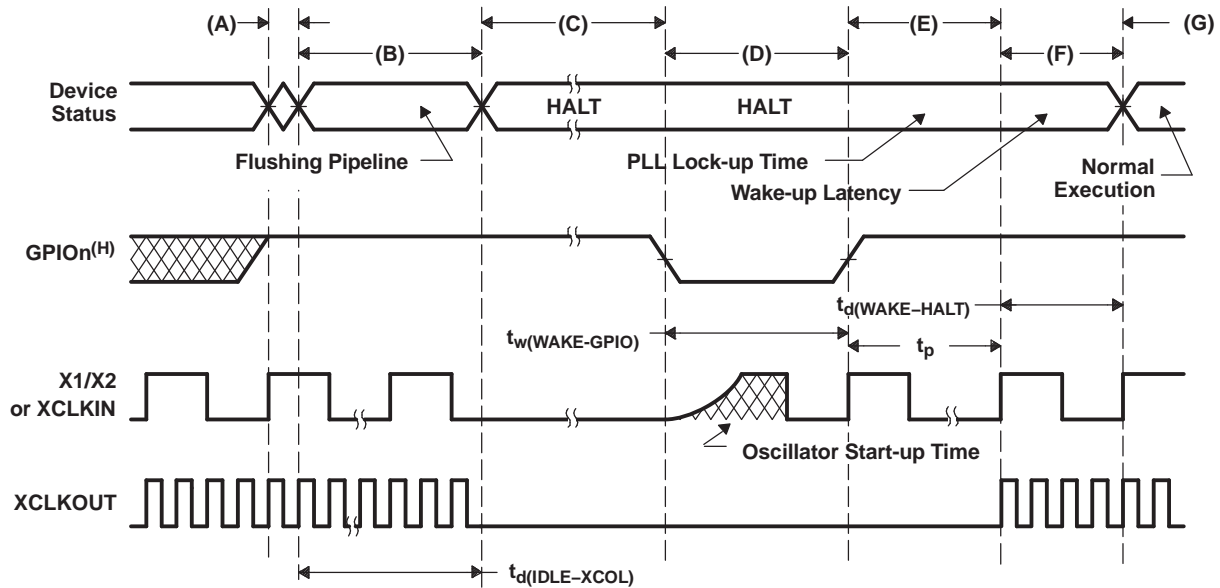 (A)
(B)
(C)
(D)
(E)
(F)
(G)
Device
Status
HALT
HALT
Flushing Pipeline
PLL Lock-up Time
Wake-up Latency
Normal
Execution
GPIOn(H)
td(WAKE−HALT)
tw(WAKE-GPIO)
tp
X1/X2
or XCLKIN
Oscillator Start-up Time
XCLKOUT
td(IDLE−XCOL)